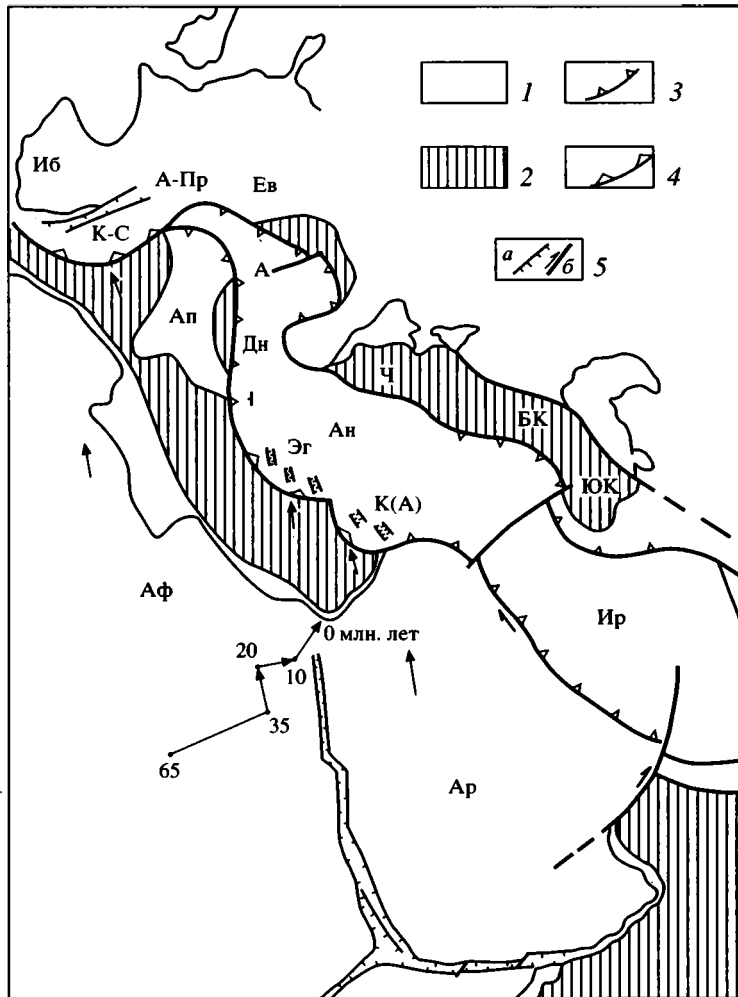 1
3
2
4
а
б
5
Иб
А-Пр
Ев
К-С
А
Ап
Дн
Ч
БК
ЮК
Эг
Ан
К(А)
Аф
0 млн. лет
20
10
35
65
Ир
Ар